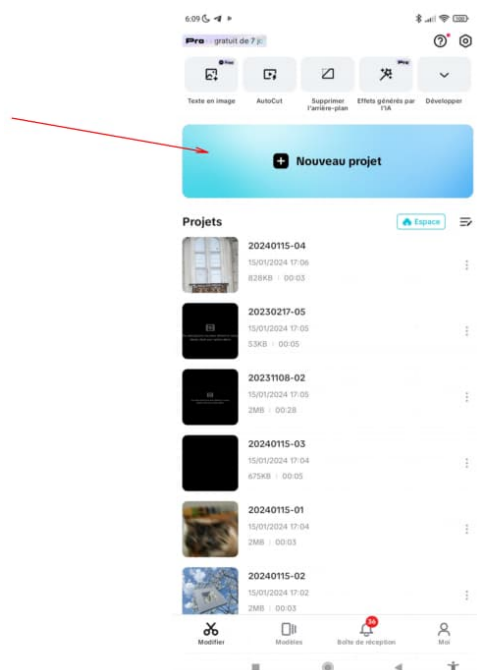 6:09
Pro gratuit de 7 jo
Free
Pro
Texte en image
AutoCut
Supprimer
l'arrière-plan
Effets générés par
l'IA
Développer
Nouveau projet
Projets
Espace
20240115-04
15/01/2024 17:06
828KB 00:03
20230217-05
15/01/2024 17:05
53KB 00:05
20231108-02
15/01/2024 17:05
2MB 00:28
20240115-03
15/01/2024 17:04
675KB 00:05
20240115-01
15/01/2024 17:04
2MB 00:03
20240115-02
15/01/2024 17:02
2MB 00:03
36
Modifier
Modèles
Boîte de réception
Moi